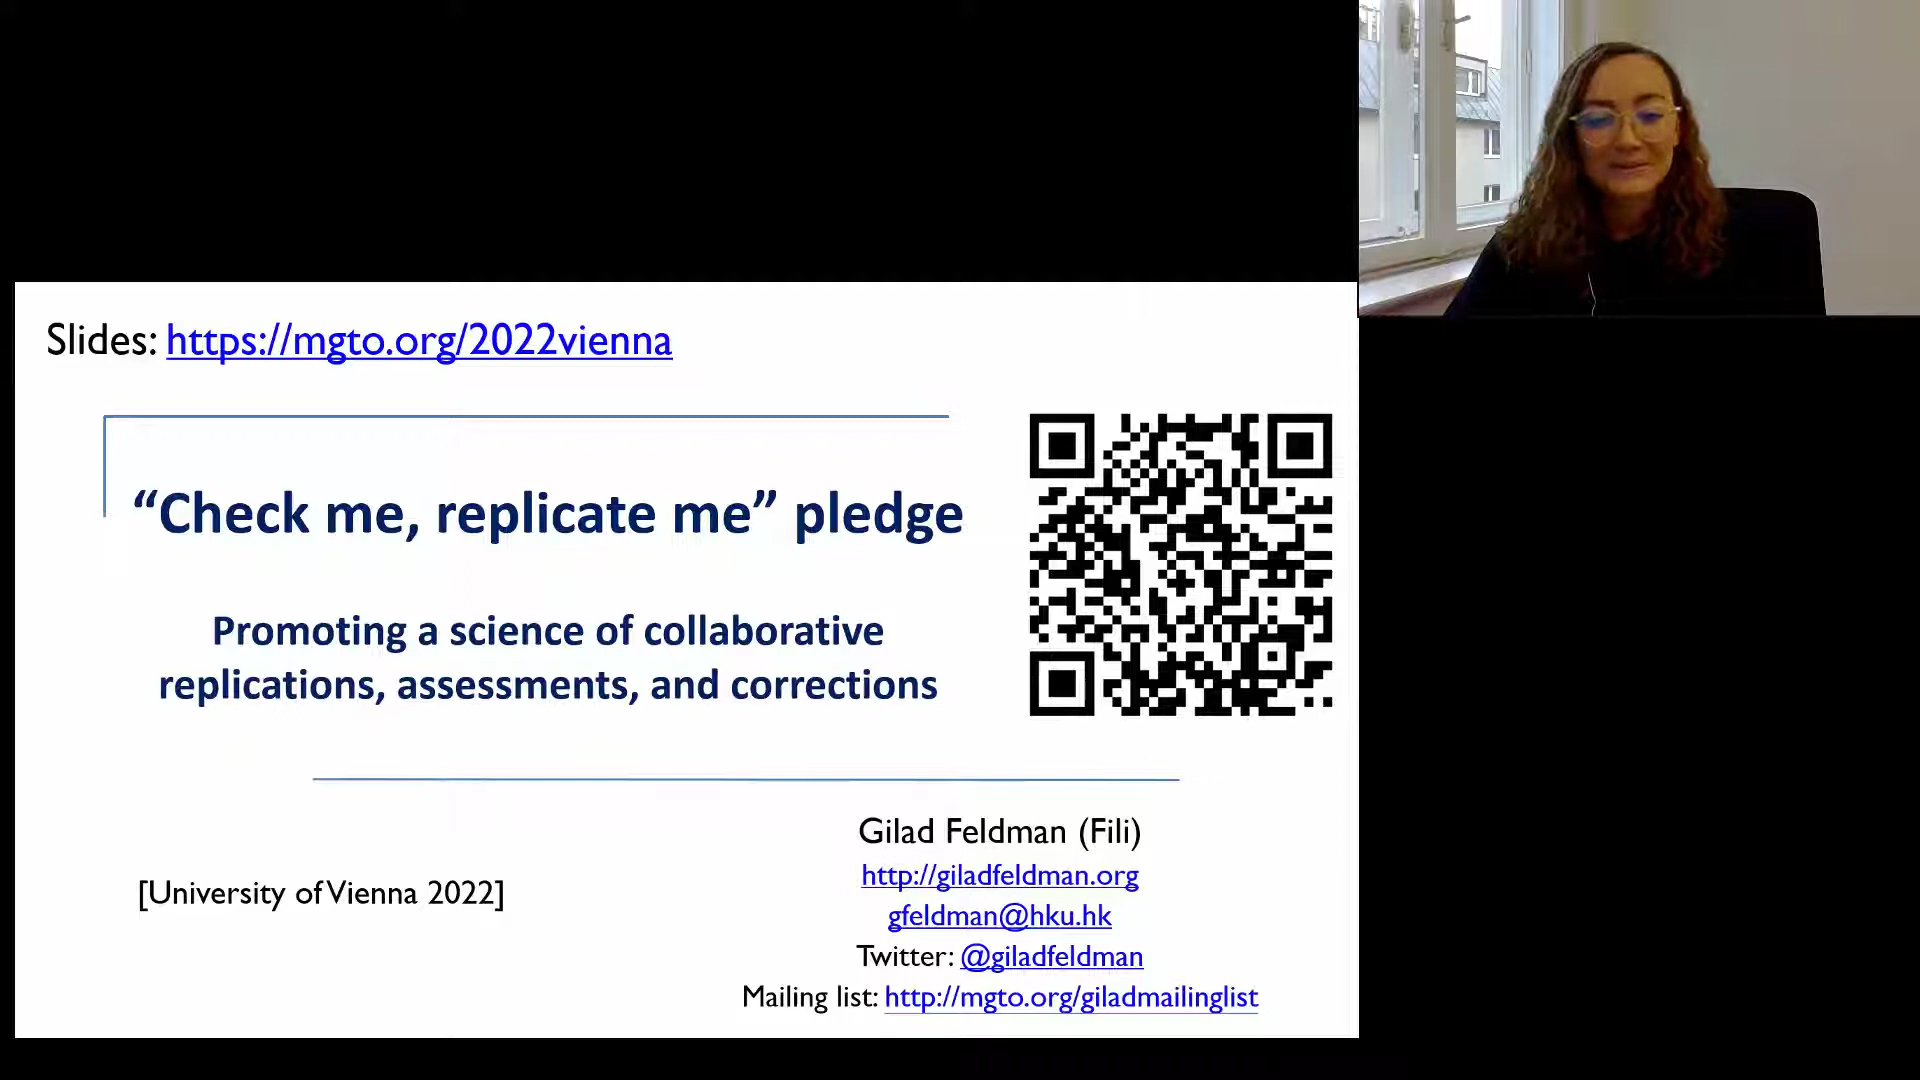 Slides: https://mgto.org/2022vienna
“Check me, replicate me” pledge
Promoting a science of collaborative
replications, assessments, and corrections
[University of Vienna 2022]
Gilad Feldman (Fili)
http://giladfeldman.org
gfeldman@hku.hk
Twitter: @giladfeldman
Mailing list: http://mgto.org/giladmailinglist